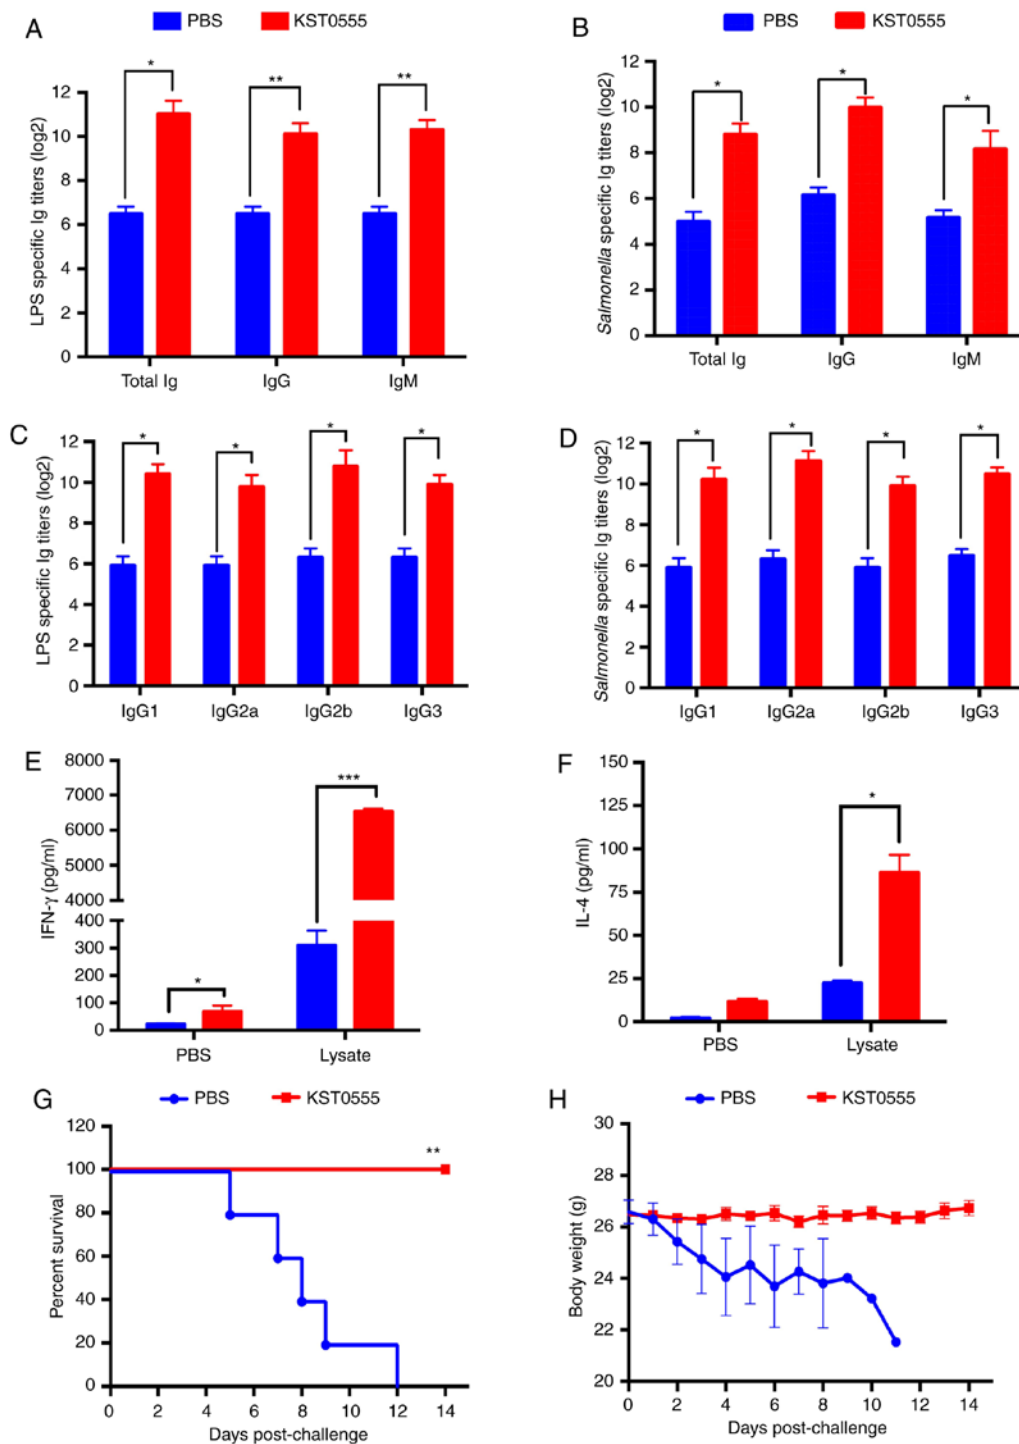 A
PBS
KST0555
LPS specific Ig titers (log2)
12
10
8
6
4
2
0
*
**
**
Total Ig
IgG
IgM
B
PBS
KST0555
Salmonella specific Ig titers (log2)
12
10
8
6
4
2
0
*
*
*
Total Ig
IgG
IgM
C
LPS specific Ig titers (log2)
12
10
8
6
4
2
0
*
*
*
*
IgG1
IgG2a
IgG2b
IgG3
D
Salmonella specific Ig titers (log2)
12
10
8
6
4
2
0
*
*
*
*
IgG1
IgG2a
IgG2b
IgG3
E
IFN-γ (pg/ml)
8000
7000
6000
5000
4000
400
300
200
100
0
*
***
PBS
Lysate
F
IL-4 (pg/ml)
150
125
100
75
50
25
0
*
PBS
Lysate
G
PBS
KST0555
Percent survival
120
100
80
60
40
20
0
**
0 2 4 6 8 10 12 14
Days post-challenge
H
PBS
KST0555
Body weight (g)
30
28
26
24
22
20
0 2 4 6 8 10 12 14
Days post-challenge